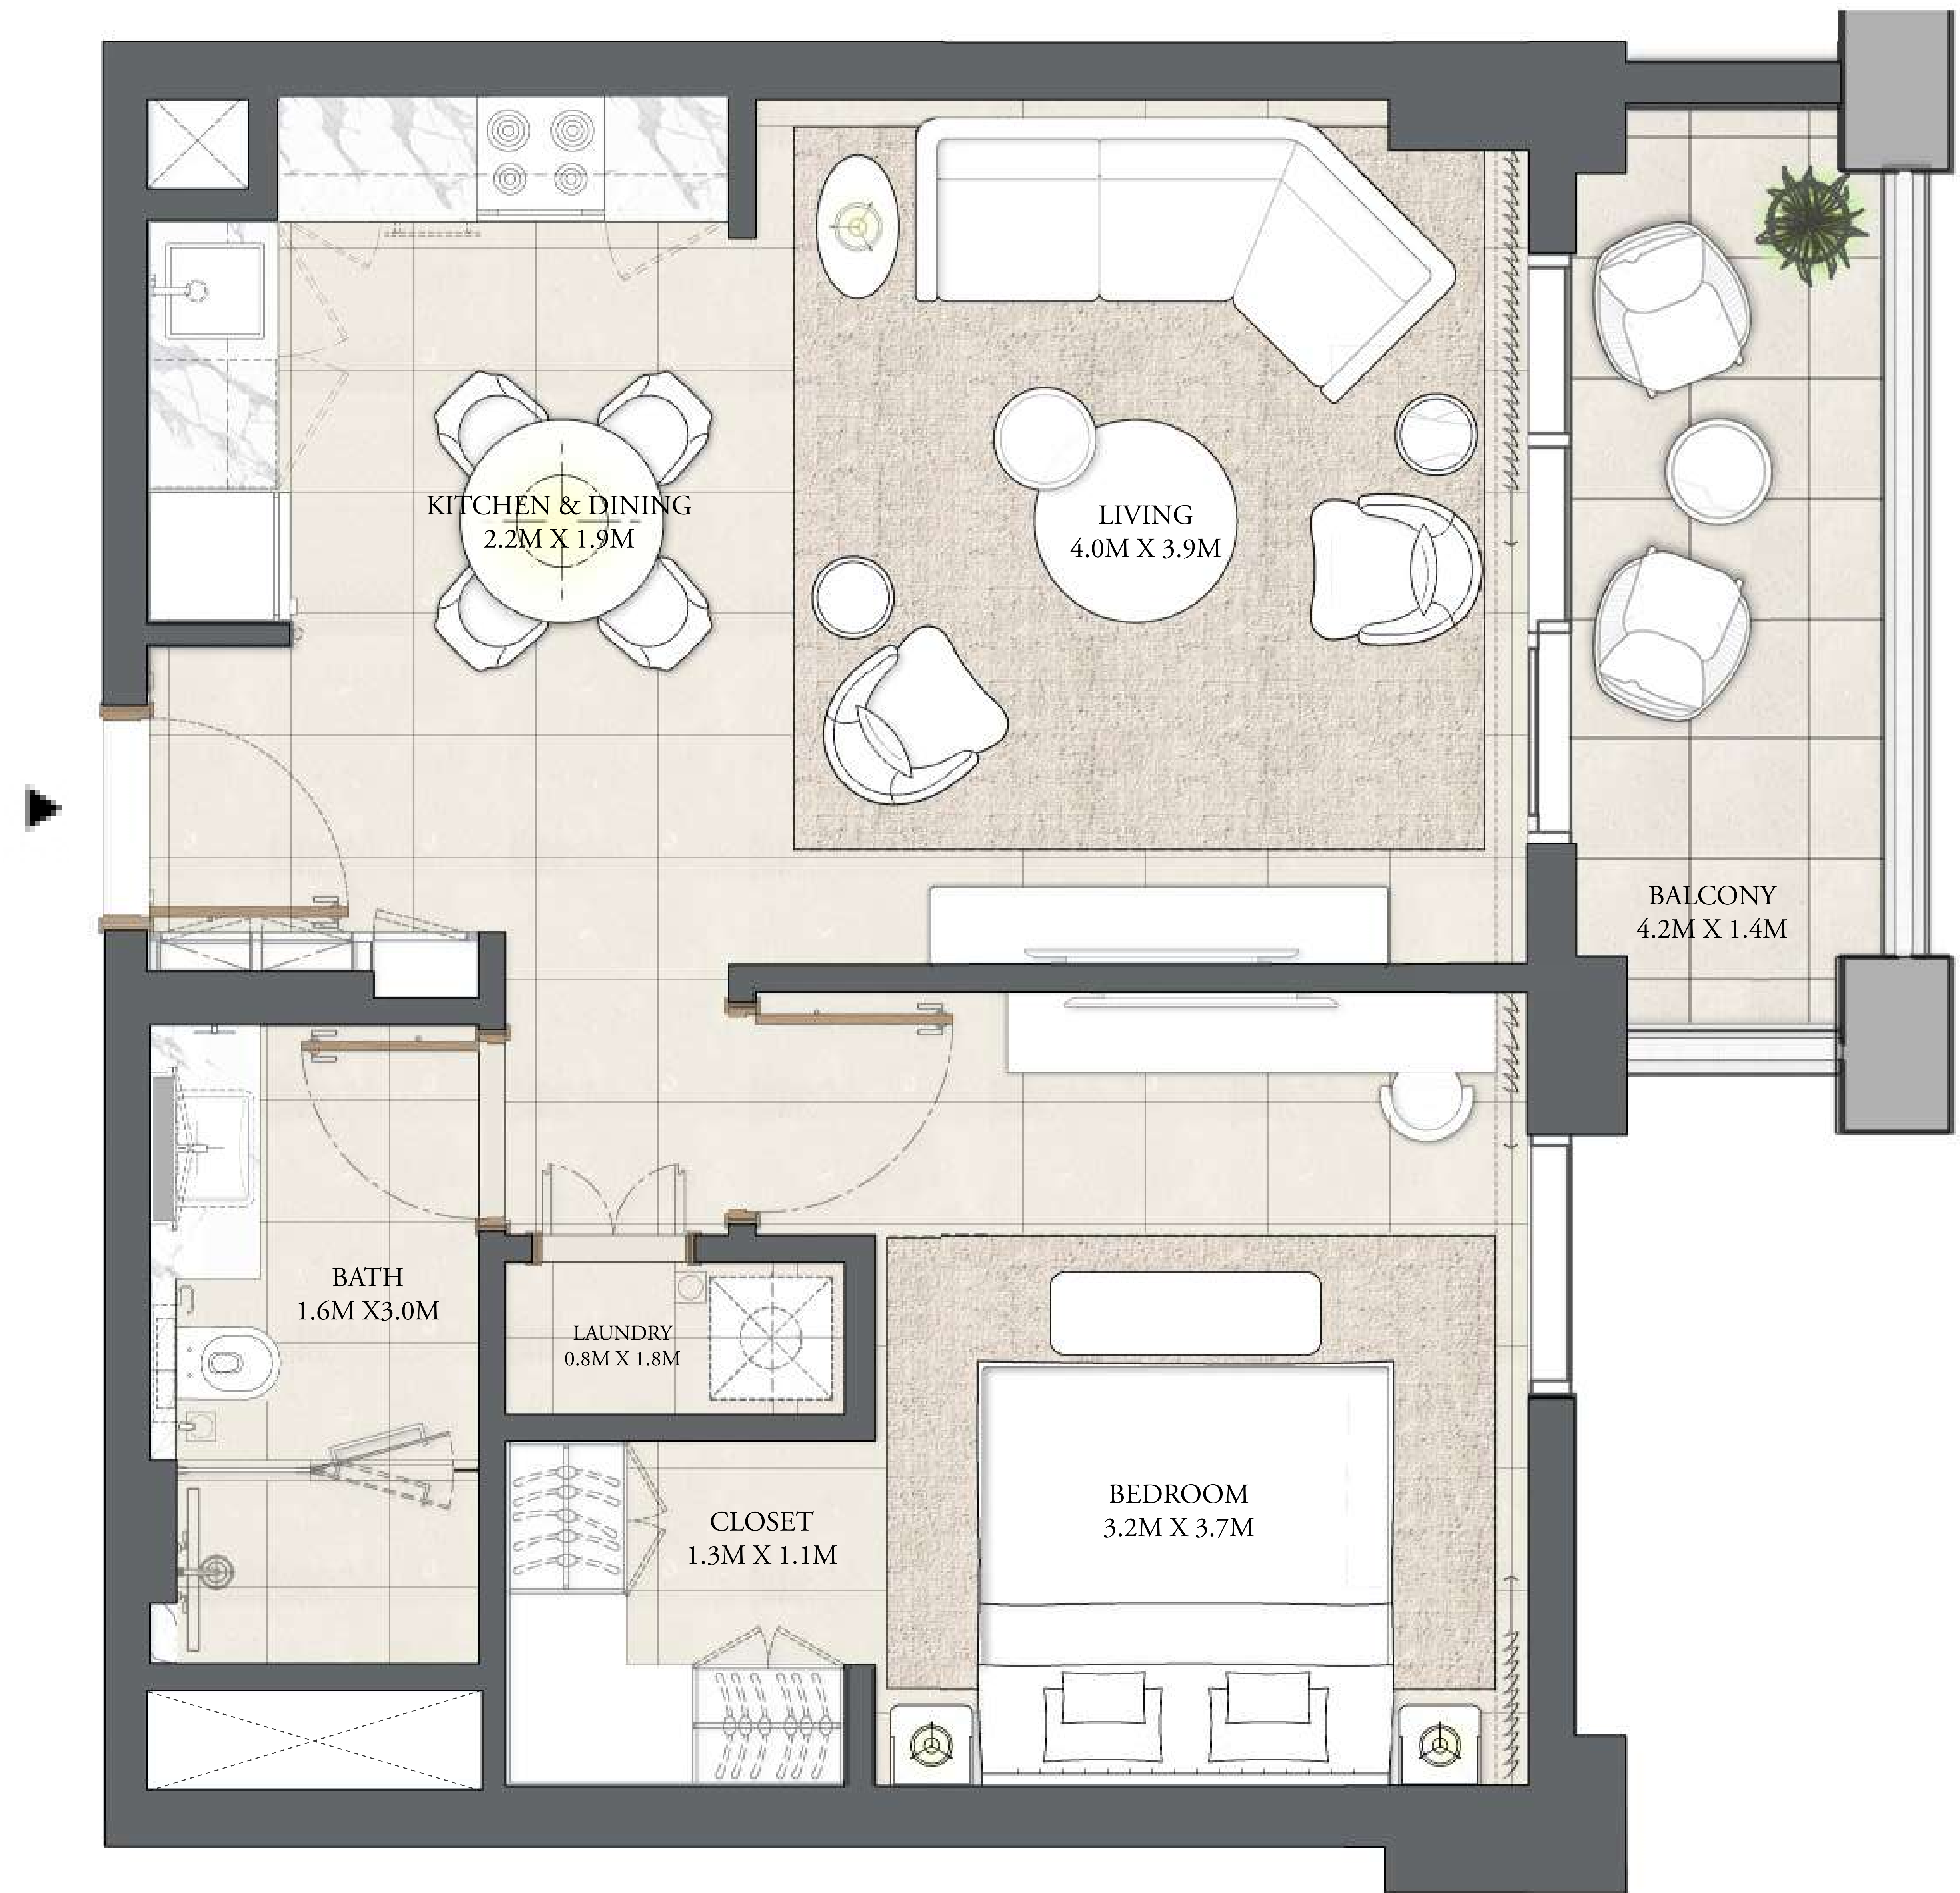 KITCHEN & DINING
2.2M X 1.9M
LIVING
4.0M X 3.9M
BALCONY
4.2M X 1.4M
BATH
1.6M X3.0M
LAUNDRY
0.8M X 1.8M
CLOSET
1.3M X 1.1M
BEDROOM
3.2M X 3.7M